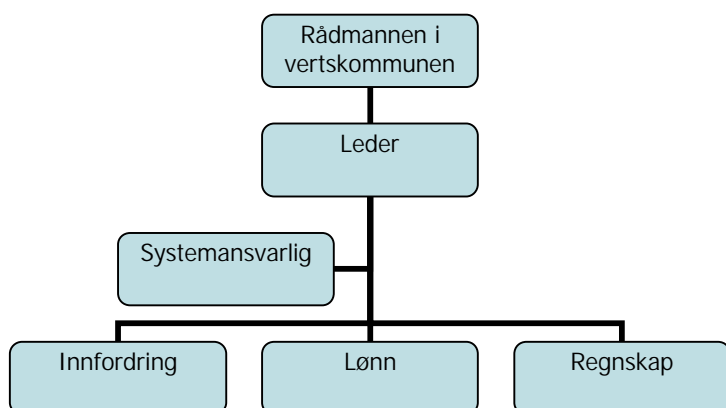 Rådmannen i
vertskommunen
Leder
Systemansvarlig
Innfordring
Lønn
Regnskap